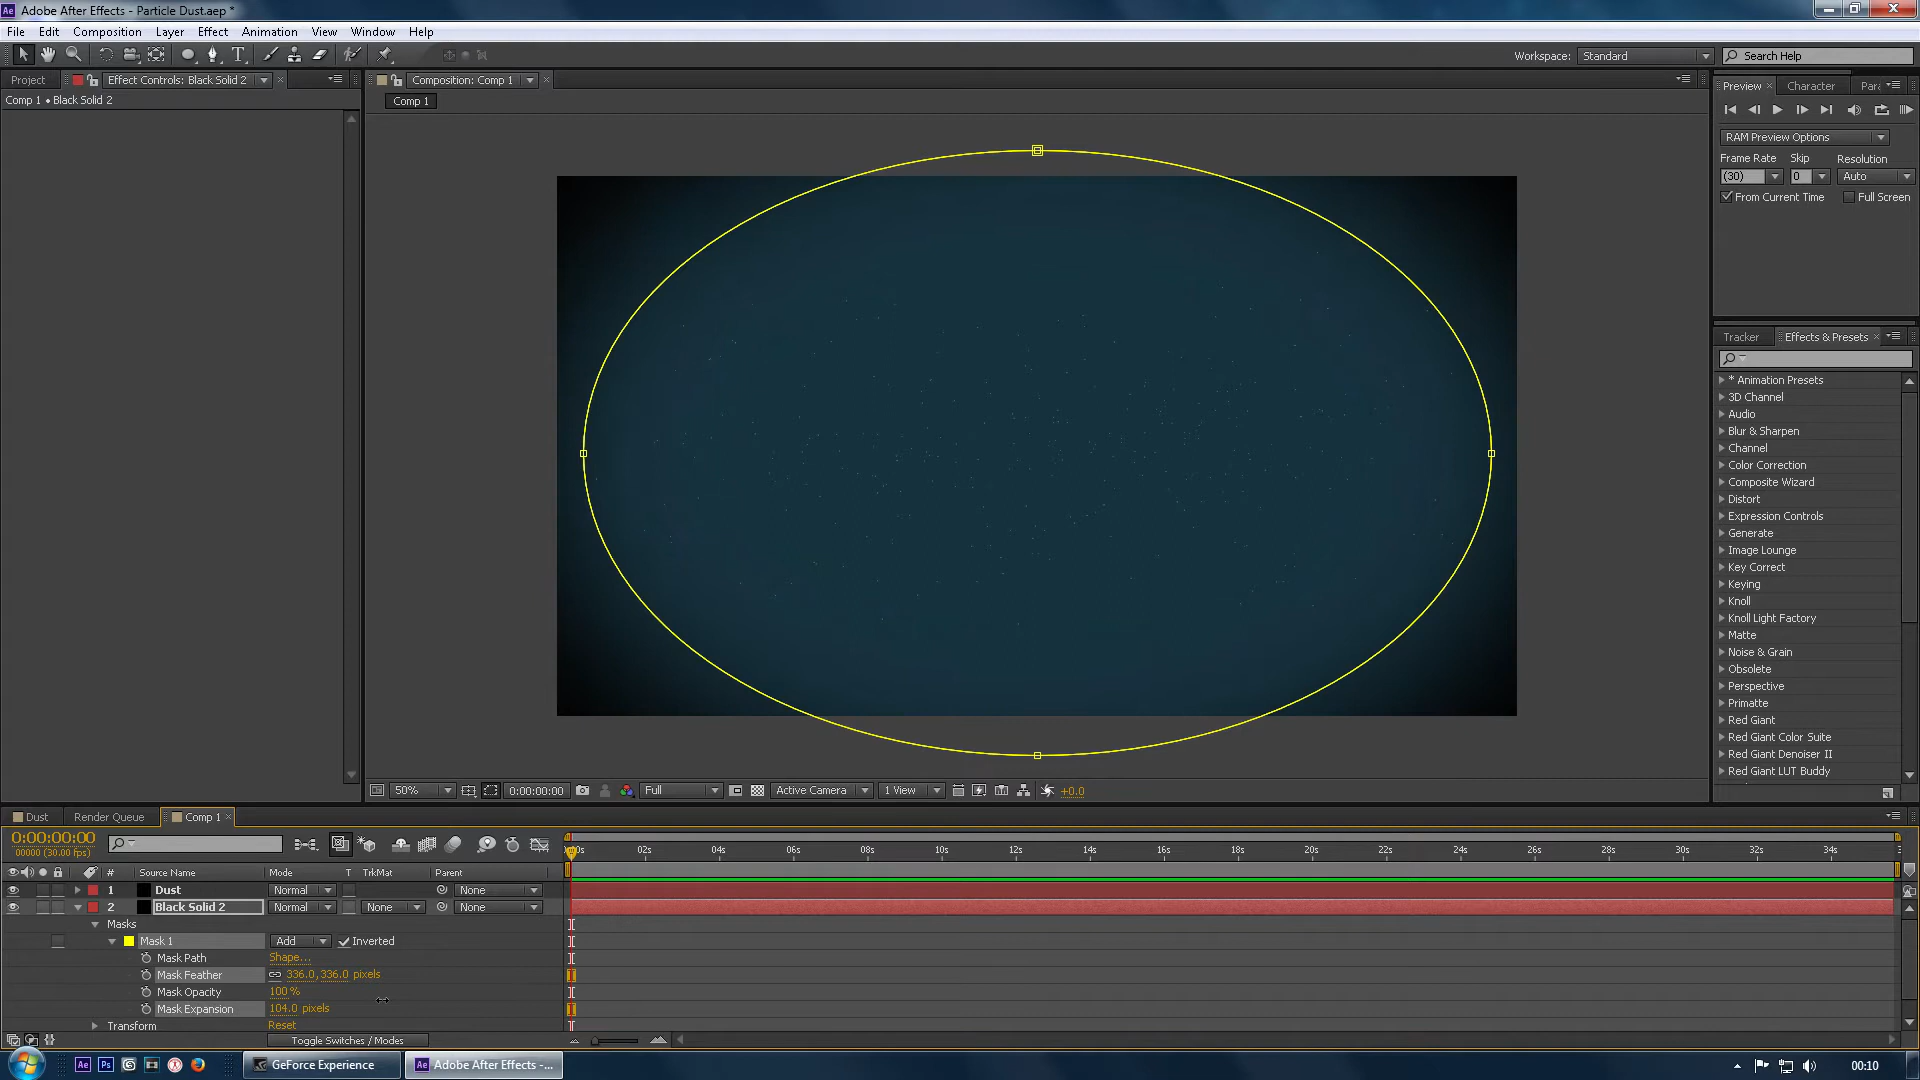 Adobe After Effects - Particle Dust.aep *
File Edit Composition Layer Effect Animation View Window Help
Workspace: Standard Search Help
Project Effect Controls: Black Solid 2 Composition: Comp 1 Preview Character Par
Comp 1 • Black Solid 2 Comp 1
RAM Preview Options
Frame Rate Skip Resolution
(30) 0 Auto
From Current Time Full Screen
Tracker Effects & Presets
* Animation Presets
3D Channel
Audio
Blur & Sharpen
Channel
Color Correction
Composite Wizard
Distort
Expression Controls
Generate
Image Lounge
Key Correct
Keying
Knoll
Knoll Light Factory
Matte
Noise & Grain
Obsolete
Perspective
Primatte
Red Giant
Red Giant Color Suite
Red Giant Denoiser II
Red Giant LUT Buddy
50% 0:00:00:00 Full Active Camera 1 View +0.0
Dust Render Queue Comp 1
0:00:00:00
00000 (30.00 fps)
02s 04s 06s 08s 10s 12s 14s 16s 18s 20s 22s 24s 26s 28s 30s 32s 34s
# Source Name Mode T TrkMat Parent
1 Dust Normal None
2 Black Solid 2 Normal None None
Masks
Mask 1 Add Inverted
Mask Path Shape...
Mask Feather 336.0,336.0 pixels
Mask Opacity 100 %
Mask Expansion 104.0 pixels
Transform Reset
Toggle Switches / Modes
Ae Ps GeForce Experience Ae Adobe After Effects -... 00:10